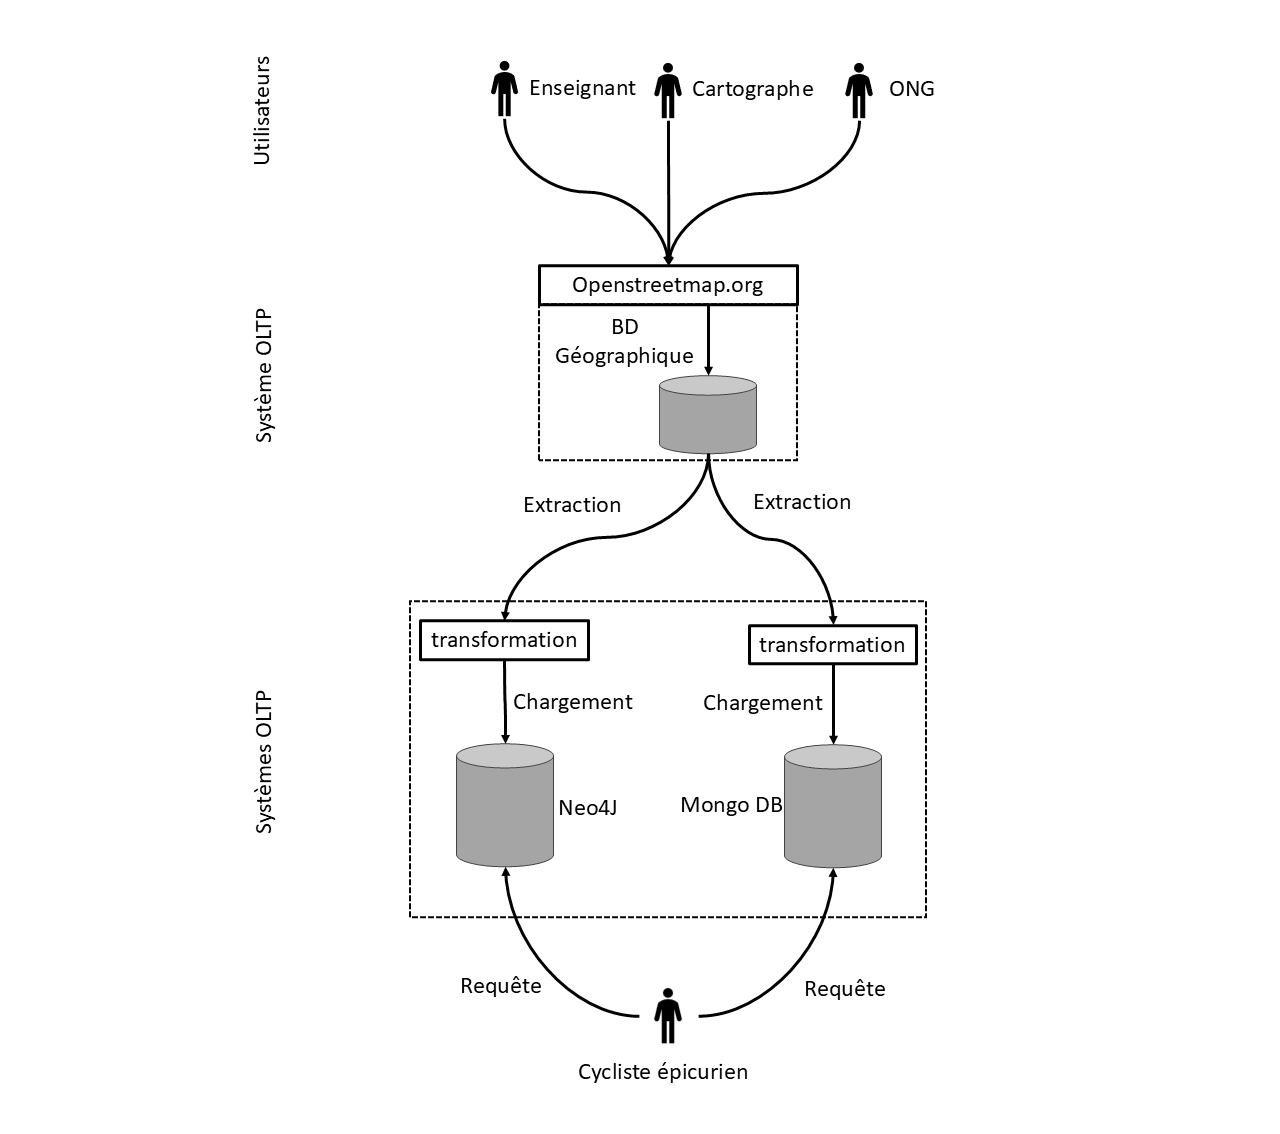 Utilisateurs
Enseignant
Cartographe
ONG
Système OLTP
Openstreetmap.org
BD
Géographique
Extraction
Extraction
Systèmes OLTP
transformation
transformation
Chargement
Chargement
Neo4J
Mongo DB
Requête
Requête
Cycliste épicurien